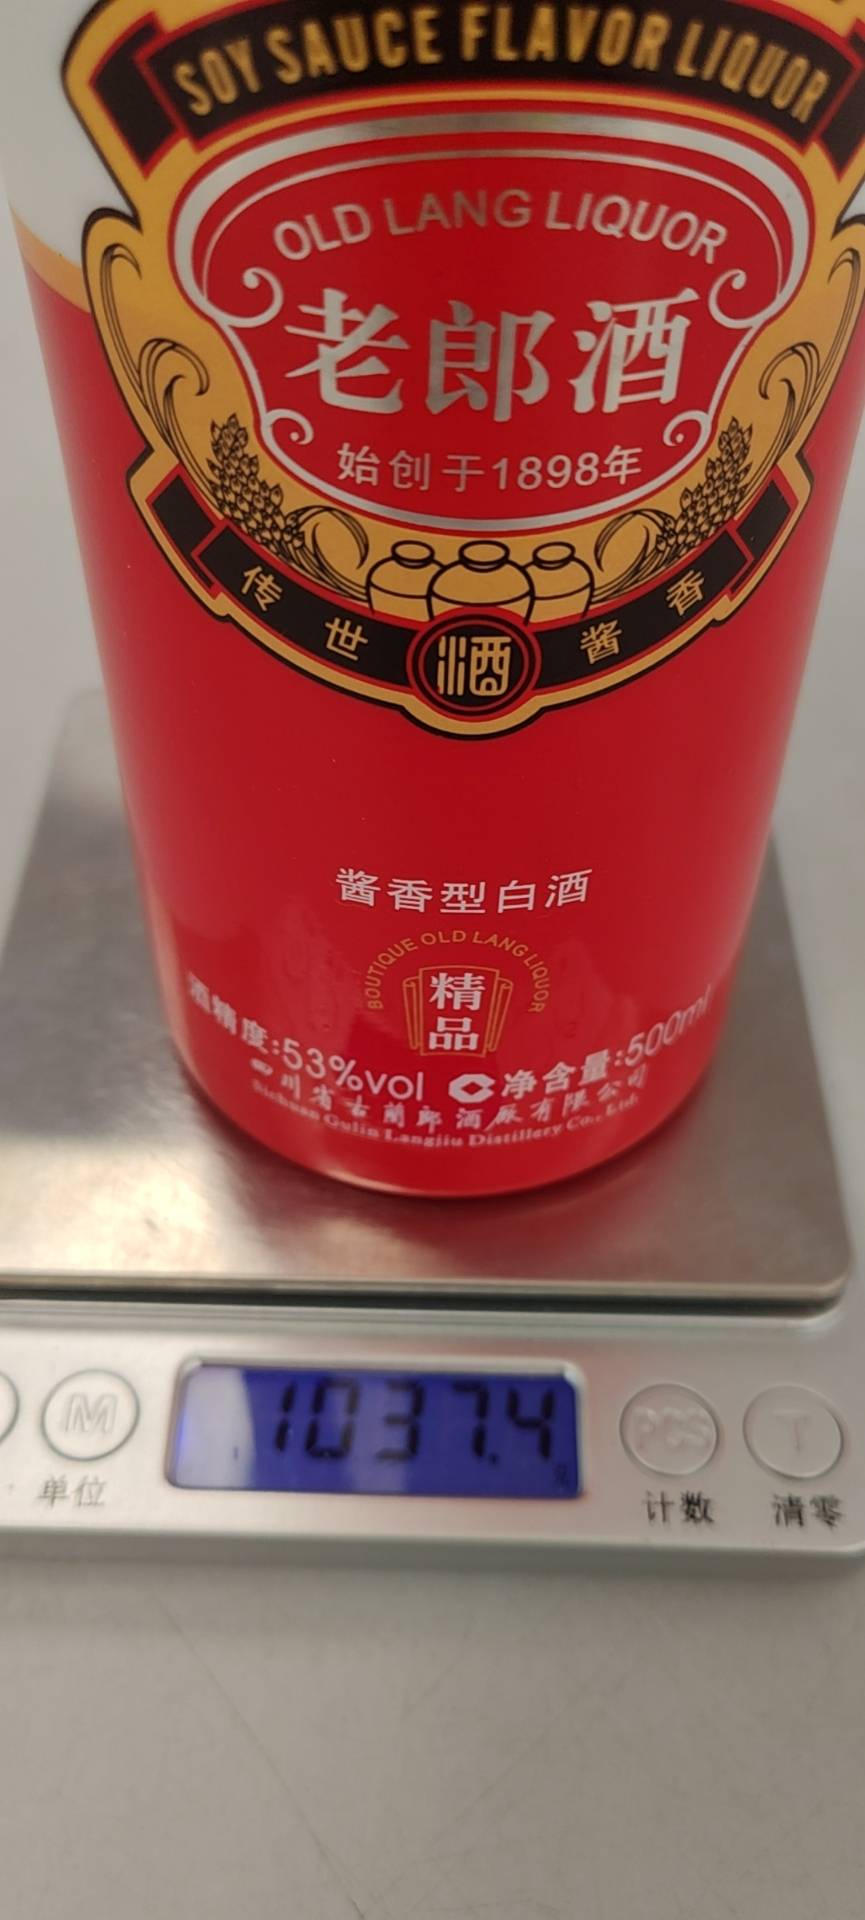 SOY SAUCE FLAVOR LIQUOR
OLD LANG LIQUOR
老郎酒
始创于1898年
传世 酒 酱香
酱香型白酒
BOUTIQUE OLD LANG LIQUOR
精品
酒精度:53%vol 净含量:500ml
四川省古蔺郎酒厂有限公司
Sichuan Gulin Langjiu Distillery Co., Ltd.
M 1037.4 PCS T
单位 计数 清零